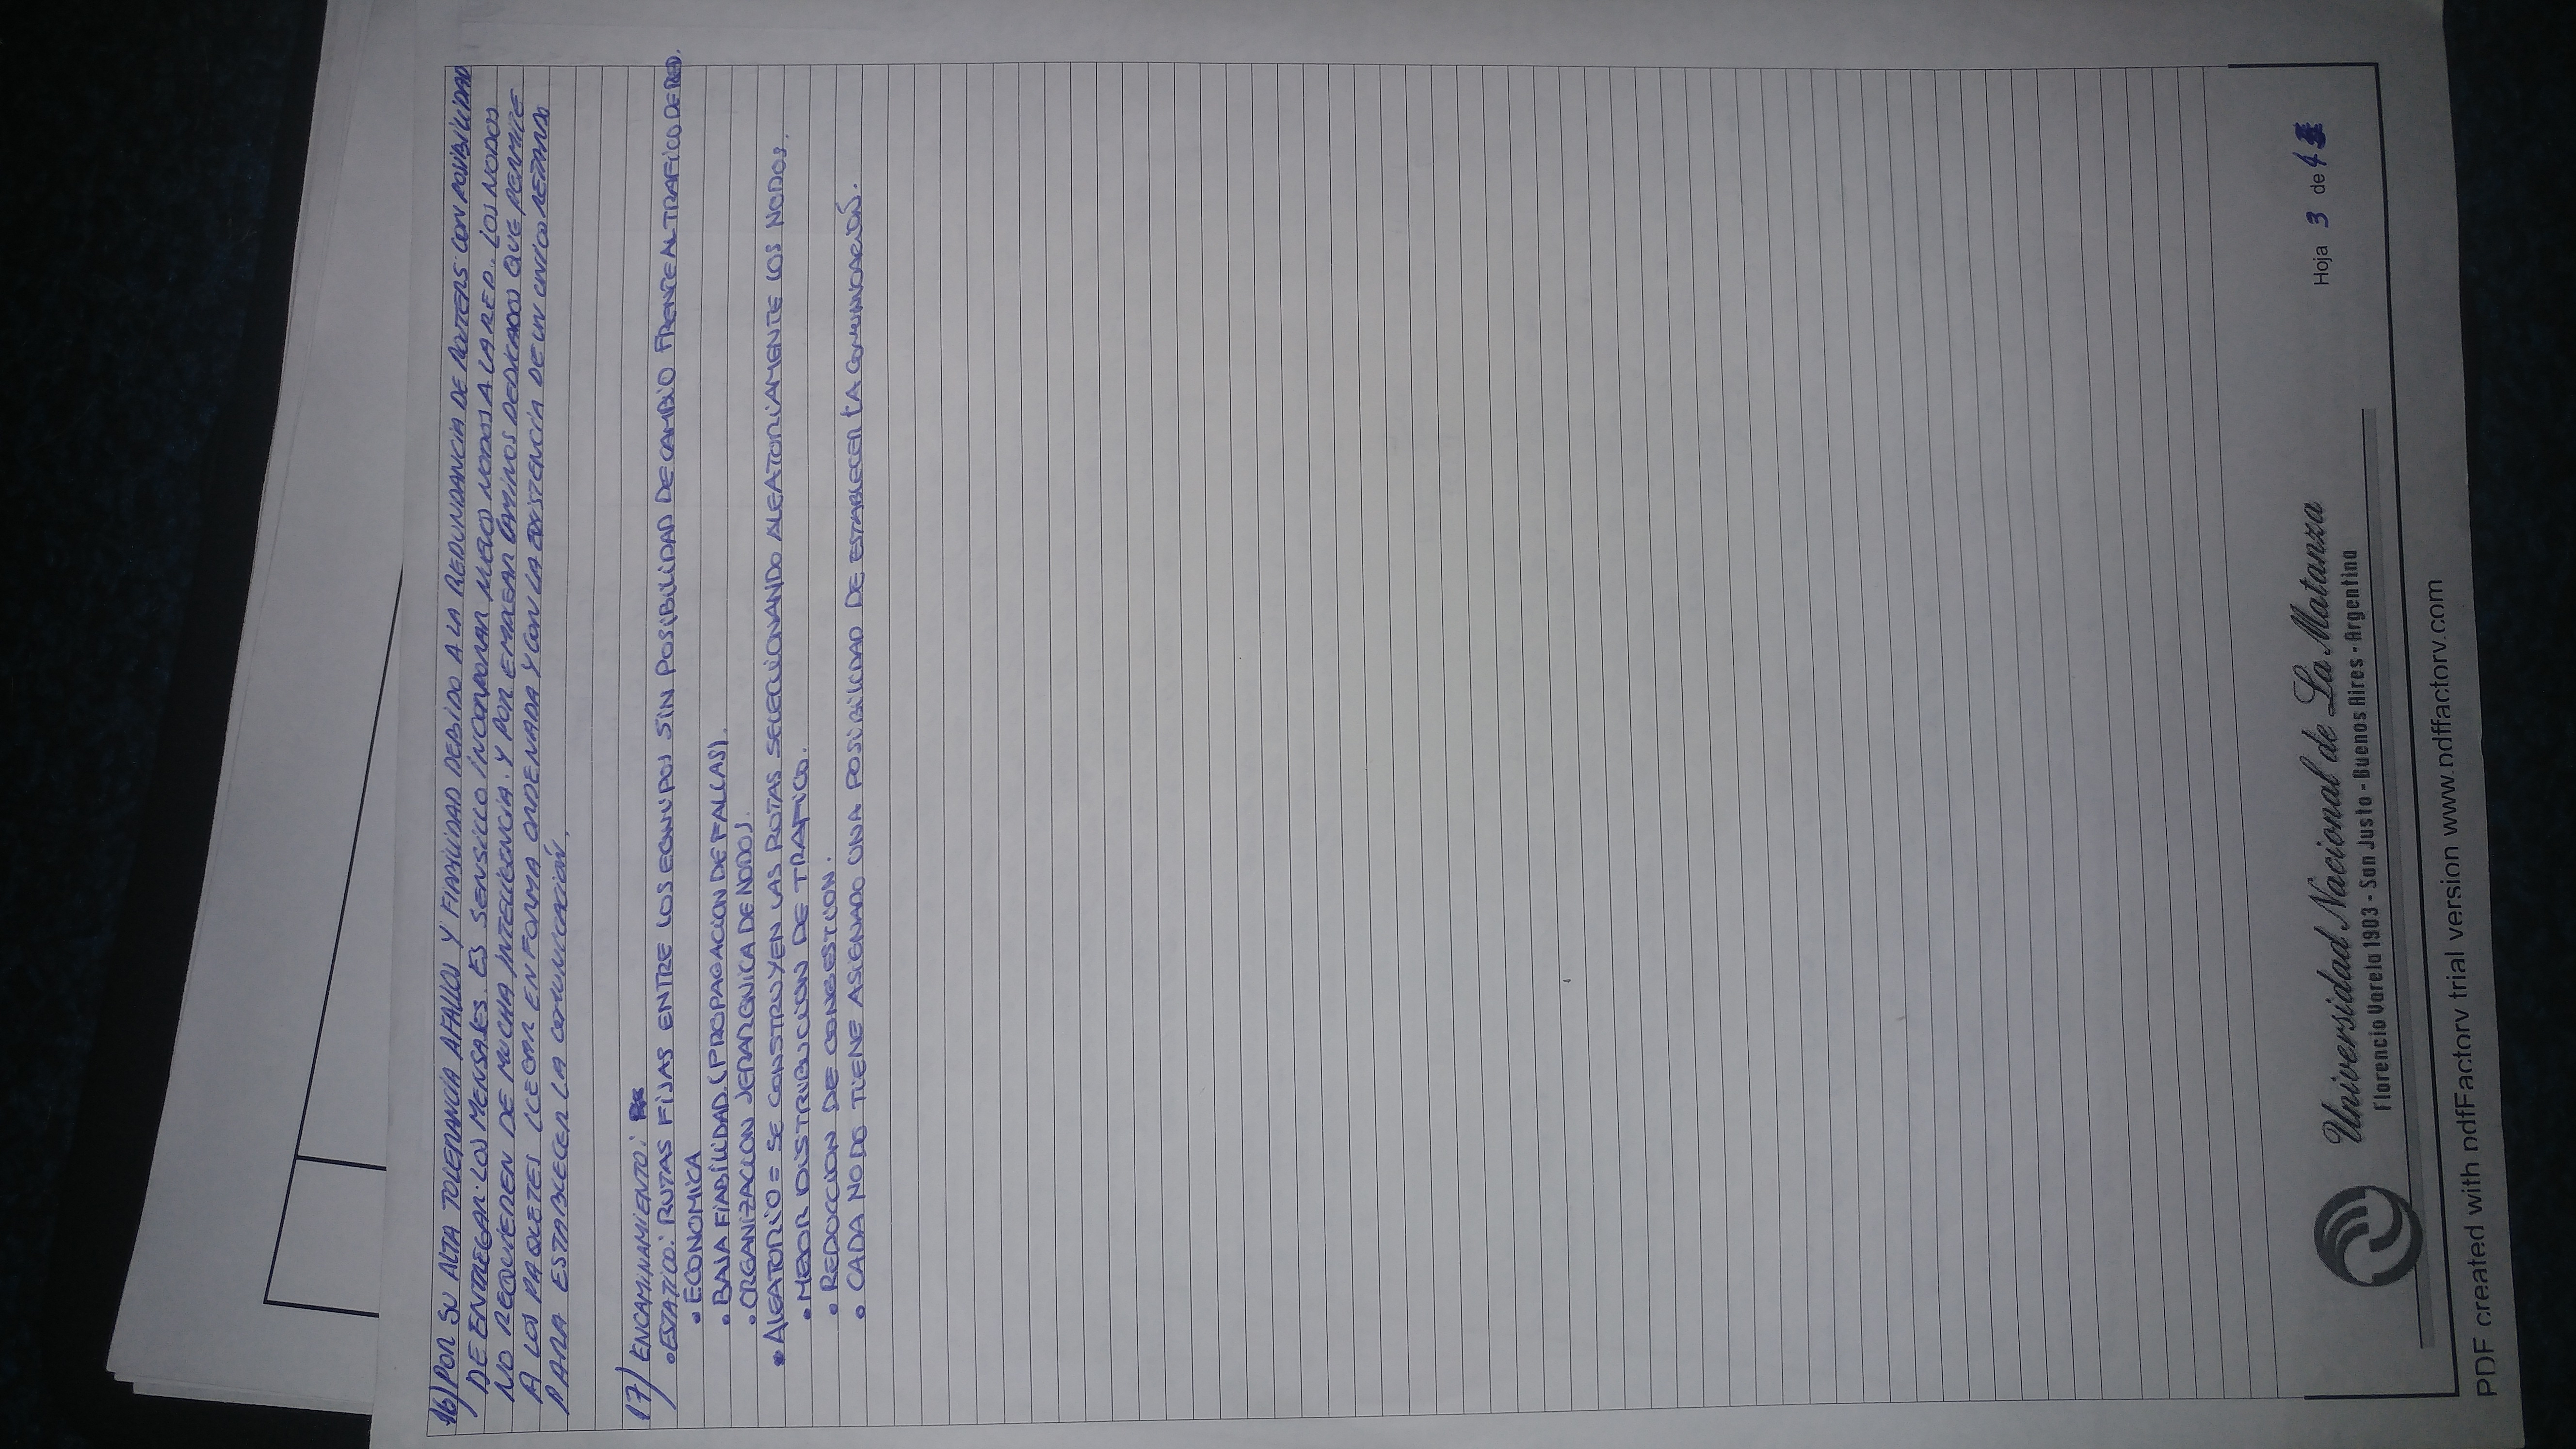 16) POR SU ALTA TOLERANCIA A FALLOS Y FIABILIDAD DEBIDO A LA REDUNDANCIA DE ROUTERS CON POSIBILIDAD
DE ENTREGAR LOS MENSAJES. ES SENSILLO INCORPORAR NUEVOS NODOS A LA RED. LOS NODOS
NO REQUIEREN DE MUCHA INTELIGENCIA. Y POR EMPLEAR CAMINOS DEDICADOS QUE PERMITE
A LOS PAQUETES LLEGAR EN FORMA ORDENADA Y CON LA EXISTENCIA DE UN UNICO RETARDO
PARA ESTABLECER LA COMUNICACIÓN.
17) ENCAMINAMIENTO:
• ESTATICO: RUTAS FIJAS ENTRE LOS EQUIPOS SIN POSIBILIDAD DE CAMBIO FRENTE AL TRAFICO DE RED.
• ECONOMICA
• BAJA FIABILIDAD. (PROPAGACION DE FALLAS).
• ORGANIZACION JERARQUICA DE NODOS.
• ALEATORIO = SE CONSTRUYEN LAS RUTAS SELECCIONANDO ALEATORIAMENTE LOS NODOS.
• MEJOR DISTRIBUCION DE TRAFICO.
• REDUCCION DE CONGESTION.
• CADA NODO TIENE ASIGNADO UNA POSIBILIDAD DE ESTABLECER LA COMUNICACIÓN.
Universidad Nacional de La Matanza
Florencio Varela 1903 - San Justo - Buenos Aires - Argentina
Hoja 3 de 4
PDF created with pdfFactory trial version www.pdffactory.com